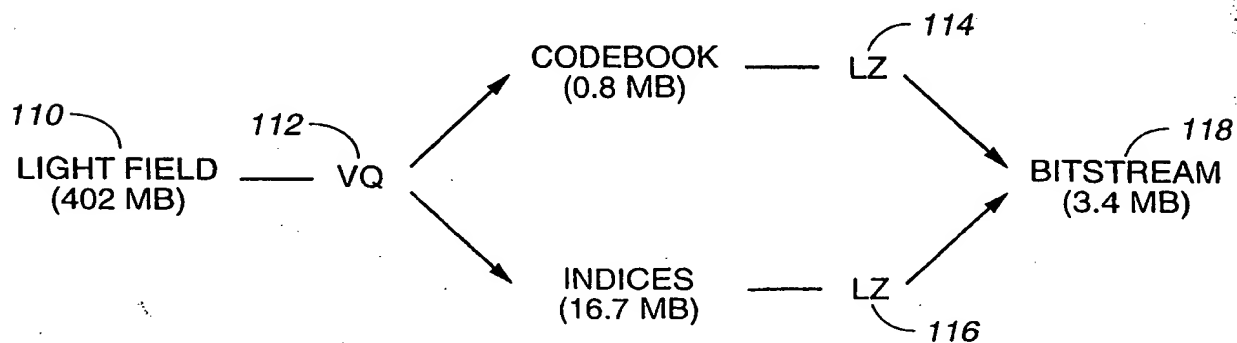 110
LIGHT FIELD
(402 MB)
112
VQ
CODEBOOK
(0.8 MB)
114
LZ
INDICES
(16.7 MB)
LZ
116
118
BITSTREAM
(3.4 MB)